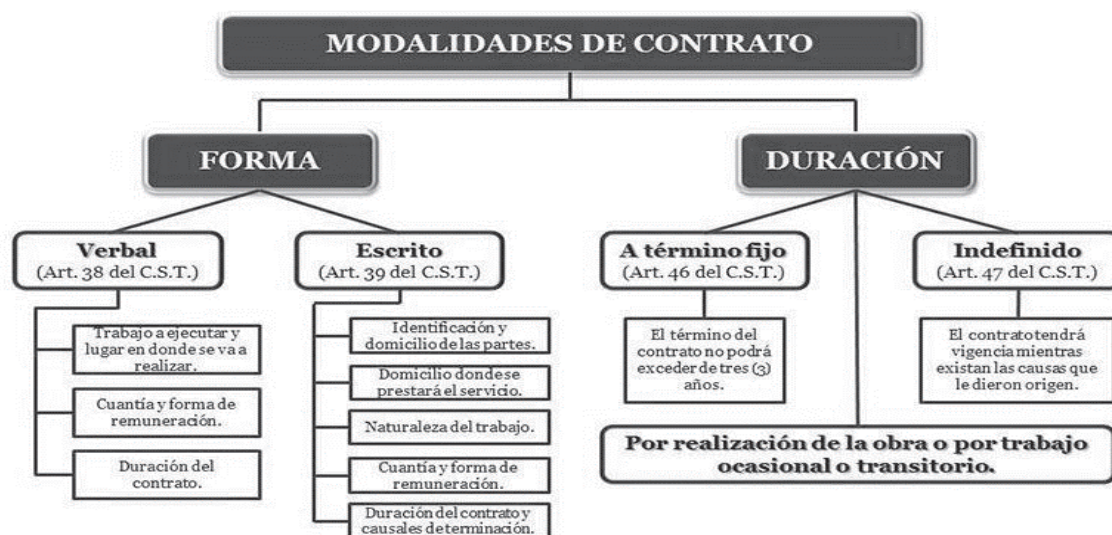 MODALIDADES DE CONTRATO
FORMA
DURACIÓN
Verbal
(Art. 38 del C.S.T.)
Trabajo a ejecutar y
lugar en donde se va a
realizar.
Cuantía y forma de
remuneración.
Duración del
contrato.
Escrito
(Art. 39 del C.S.T.)
Identificación y
domicilio de las partes.
Domicilio donde se
prestará el servicio.
Naturaleza del trabajo.
Cuantía y forma de
remuneración.
Duración del contrato y
causales de terminación.
A término fijo
(Art. 46 del C.S.T.)
El término del
contrato no podrá
exceder de tres (3)
años.
Indefinido
(Art. 47 del C.S.T.)
El contrato tendrá
vigencia mientras
existan las causas que
le dieron origen.
Por realización de la obra o por trabajo
ocasional o transitorio.